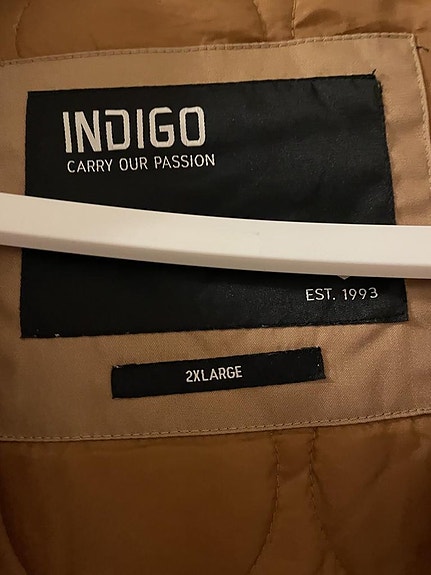 INDIGO
CARRY OUR PASSION
EST. 1993
2XLARGE